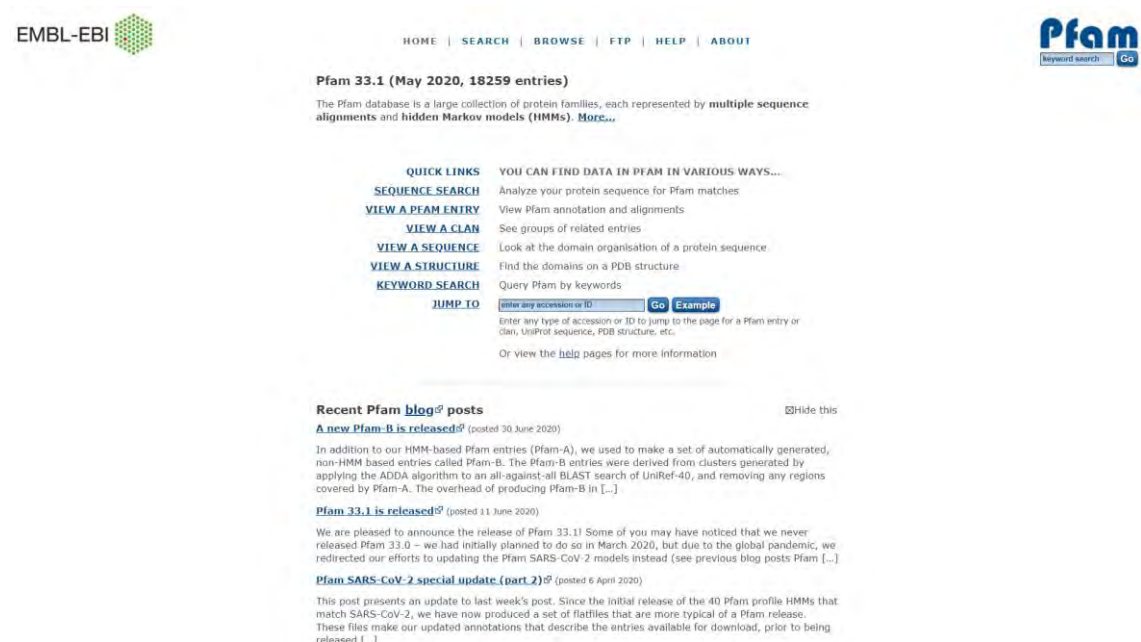 EMBL-EBI
HOME | SEARCH | BROWSE | FTP | HELP | ABOUT
Pfam
keyword search Go
Pfam 33.1 (May 2020, 18259 entries)
The Pfam database is a large collection of protein families, each represented by multiple sequence
alignments and hidden Markov models (HMMs). More...
QUICK LINKS YOU CAN FIND DATA IN PFAM IN VARIOUS WAYS...
SEQUENCE SEARCH Analyze your protein sequence for Pfam matches
VIEW A PFAM ENTRY View Pfam annotation and alignments
VIEW A CLAN See groups of related entries
VIEW A SEQUENCE Look at the domain organisation of a protein sequence
VIEW A STRUCTURE Find the domains on a PDB structure
KEYWORD SEARCH Query Pfam by keywords
JUMP TO enter any accession or ID Go Example
Enter any type of accession or ID to jump to the page for a Pfam entry or
clan, UniProt sequence, PDB structure, etc.
Or view the help pages for more information
Recent Pfam blog posts Hide this
A new Pfam-B is released (posted 30 June 2020)
In addition to our HMM-based Pfam entries (Pfam-A), we used to make a set of automatically generated,
non-HMM based entries called Pfam-B. The Pfam-B entries were derived from clusters generated by
applying the ADDA algorithm to an all-against-all BLAST search of UniRef-40, and removing any regions
covered by Pfam-A. The overhead of producing Pfam-B in [...]
Pfam 33.1 is released (posted 11 June 2020)
We are pleased to announce the release of Pfam 33.1! Some of you may have noticed that we never
released Pfam 33.0 – we had initially planned to do so in March 2020, but due to the global pandemic, we
redirected our efforts to updating the Pfam SARS-CoV-2 models instead (see previous blog posts Pfam [...]
Pfam SARS-CoV-2 special update (part 2) (posted 6 April 2020)
This post presents an update to last week's post. Since the initial release of the 40 Pfam profile HMMs that
match SARS-CoV-2, we have now produced a set of flatfiles that are more typical of a Pfam release.
These files make our updated annotations that describe the entries available for download, prior to being
released [...]